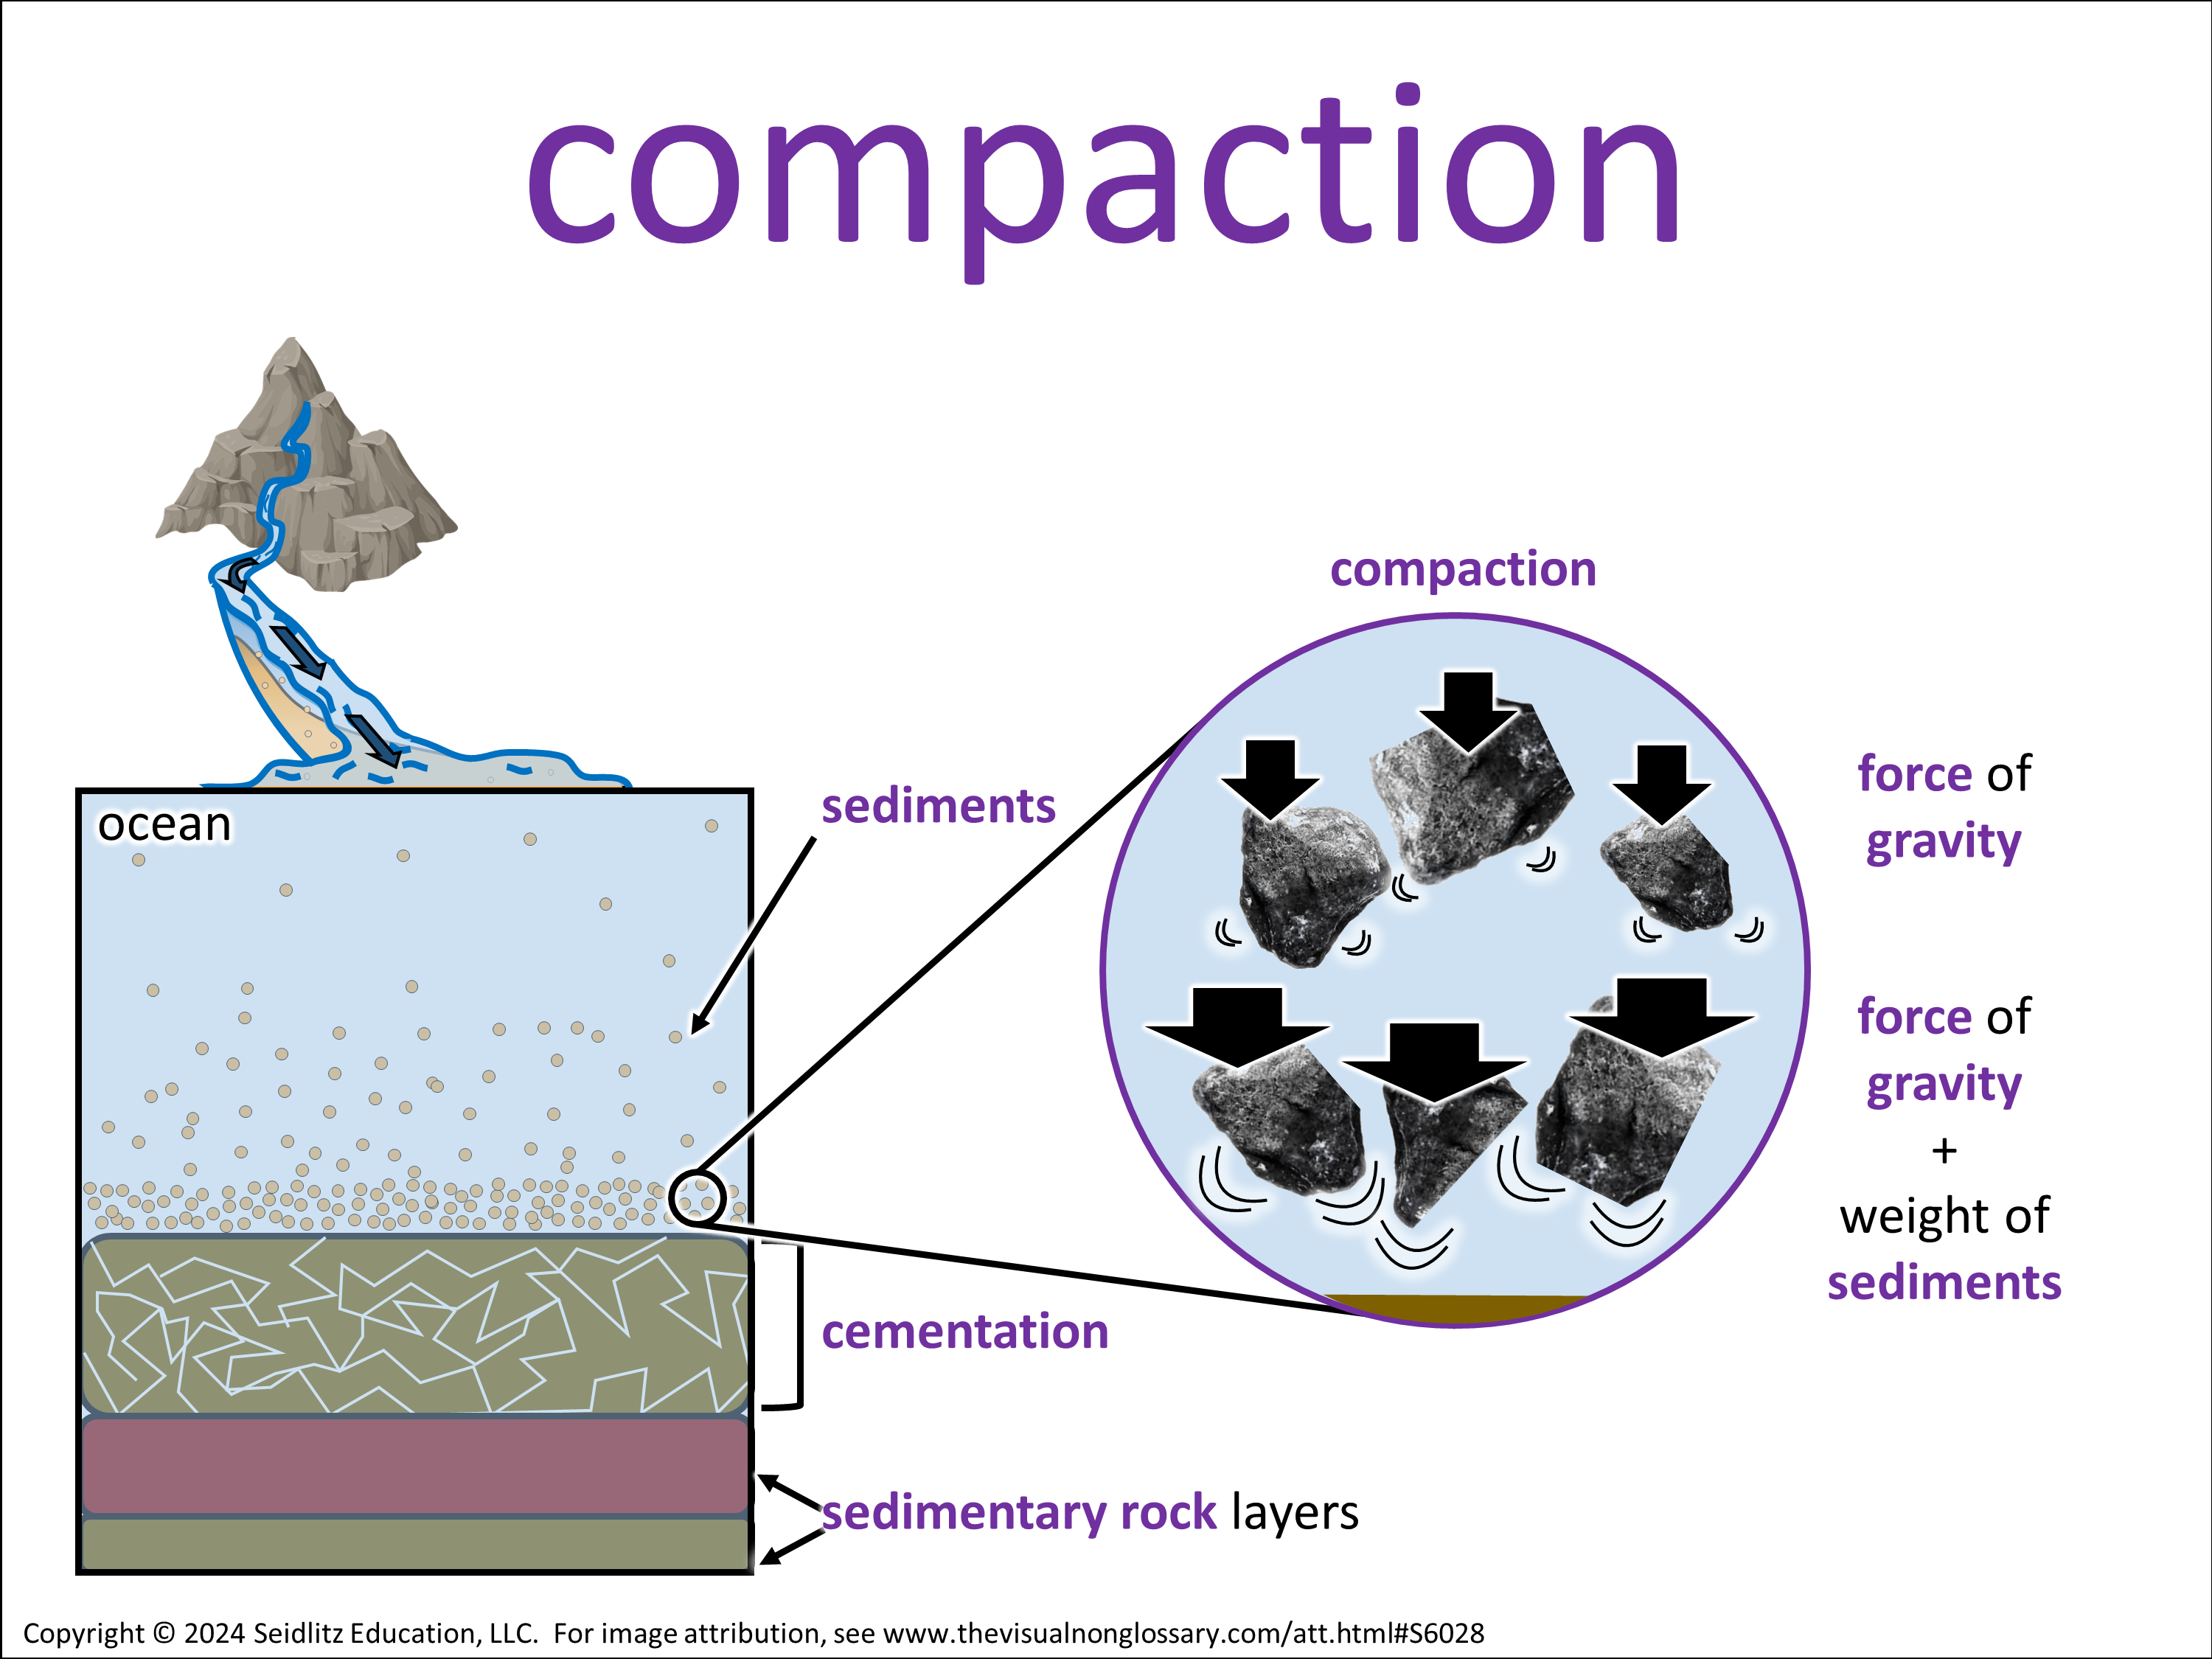 compaction
ocean
sediments
cementation
sedimentary rock layers
compaction
force of
gravity
force of
gravity
+
weight of
sediments
Copyright © 2024 Seidlitz Education, LLC.  For image attribution, see www.thevisualnonglossary.com/att.html#S6028